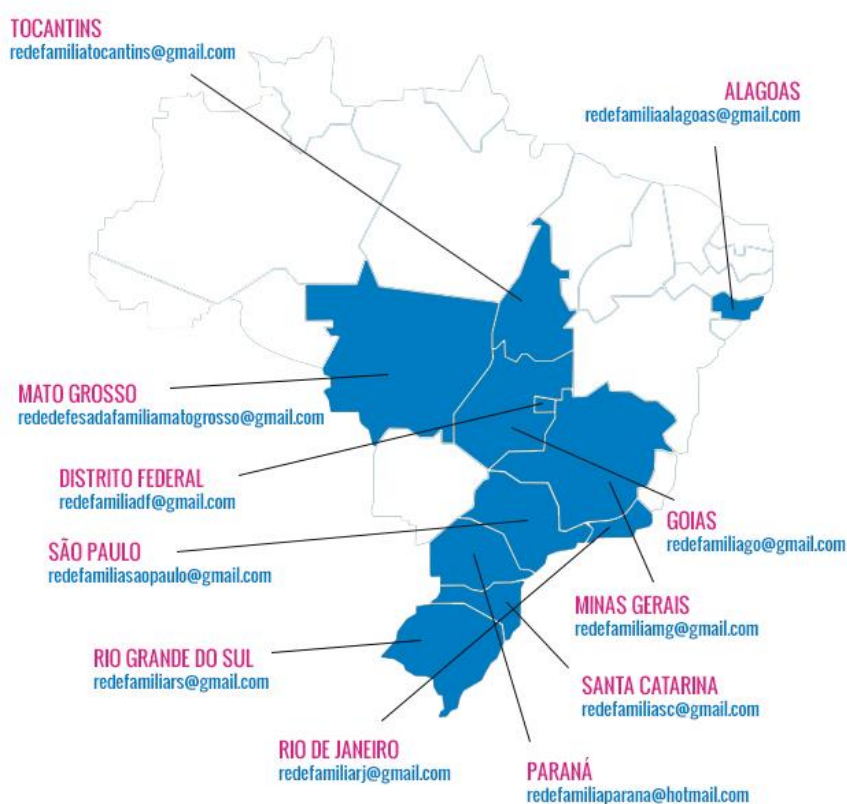 TOCANTINS
redefamiliatocantins@gmail.com
ALAGOAS
redefamiliaalagoas@gmail.com
MATO GROSSO
rededefesadafamiliamatogrosso@gmail.com
DISTRITO FEDERAL
redefamiliadf@gmail.com
GOIAS
redefamiliago@gmail.com
SÃO PAULO
redefamiliasaopaulo@gmail.com
MINAS GERAIS
redefamiliamg@gmail.com
RIO GRANDE DO SUL
redefamiliars@gmail.com
SANTA CATARINA
redefamiliasc@gmail.com
RIO DE JANEIRO
redefamiliarj@gmail.com
PARANÁ
redefamiliaparana@hotmail.com